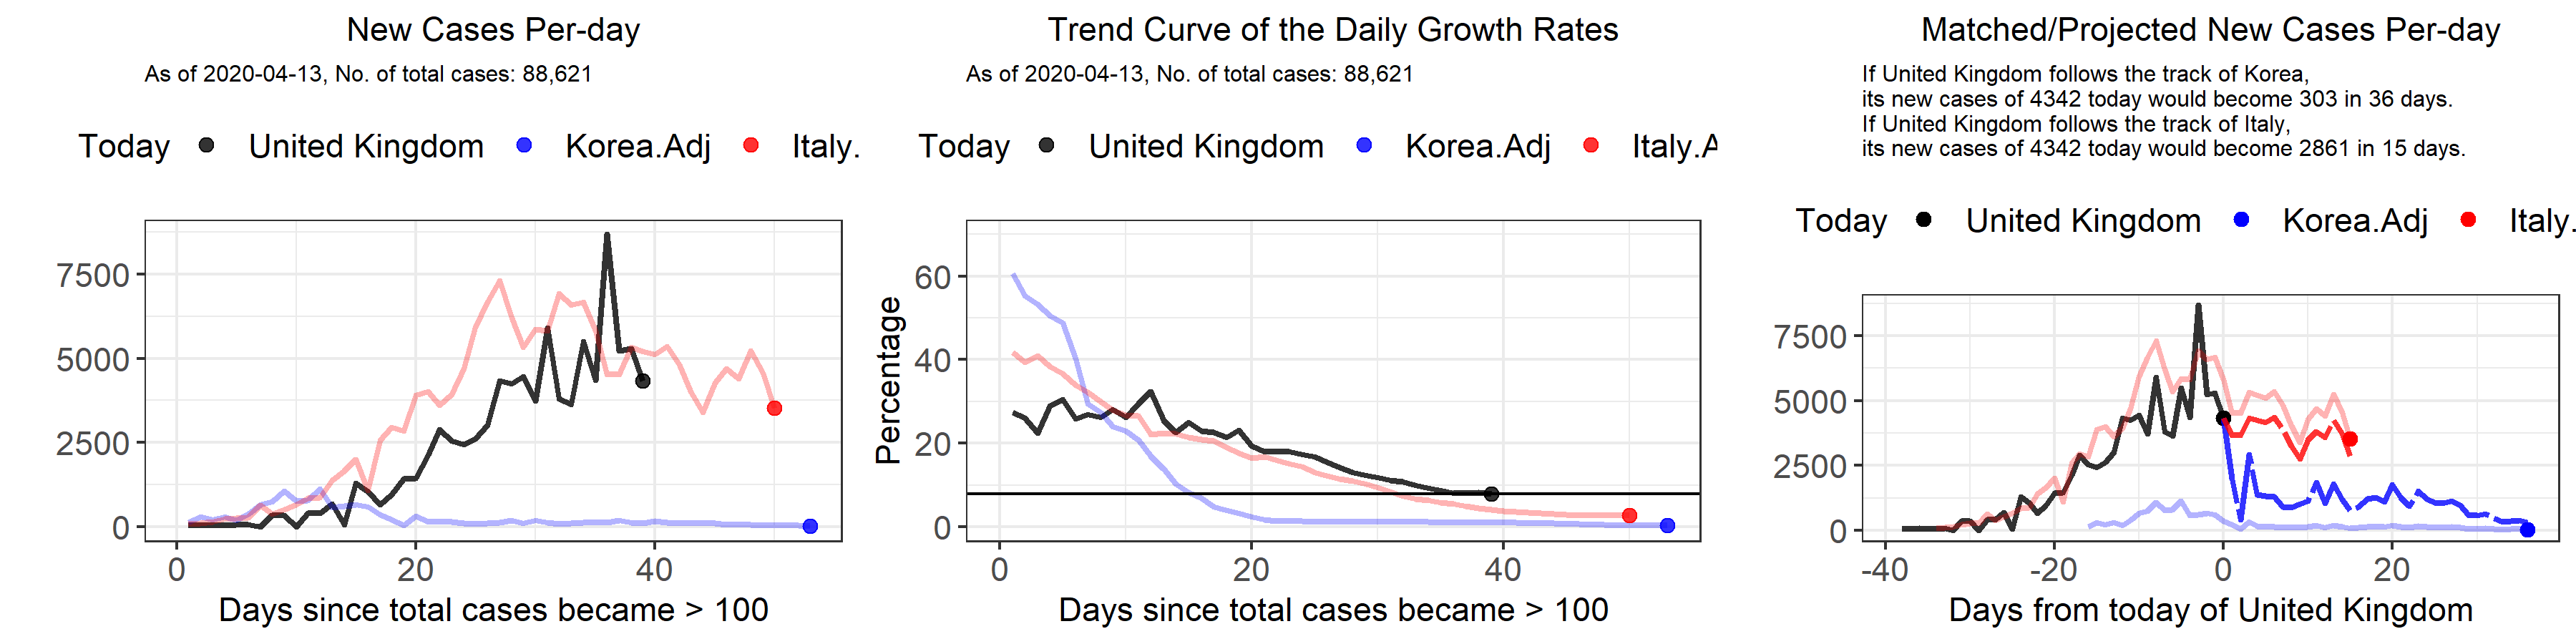 New Cases Per-day
As of 2020-04-13, No. of total cases: 88,621
Today United Kingdom Korea.Adj Italy.
7500
5000
2500
0
0 20 40
Days since total cases became > 100
Trend Curve of the Daily Growth Rates
As of 2020-04-13, No. of total cases: 88,621
Today United Kingdom Korea.Adj Italy.A
Percentage
60
40
20
0
0 20 40
Days since total cases became > 100
Matched/Projected New Cases Per-day
If United Kingdom follows the track of Korea,
its new cases of 4342 today would become 303 in 36 days.
If United Kingdom follows the track of Italy,
its new cases of 4342 today would become 2861 in 15 days.
Today United Kingdom Korea.Adj Italy.
7500
5000
2500
0
-40 -20 0 20
Days from today of United Kingdom